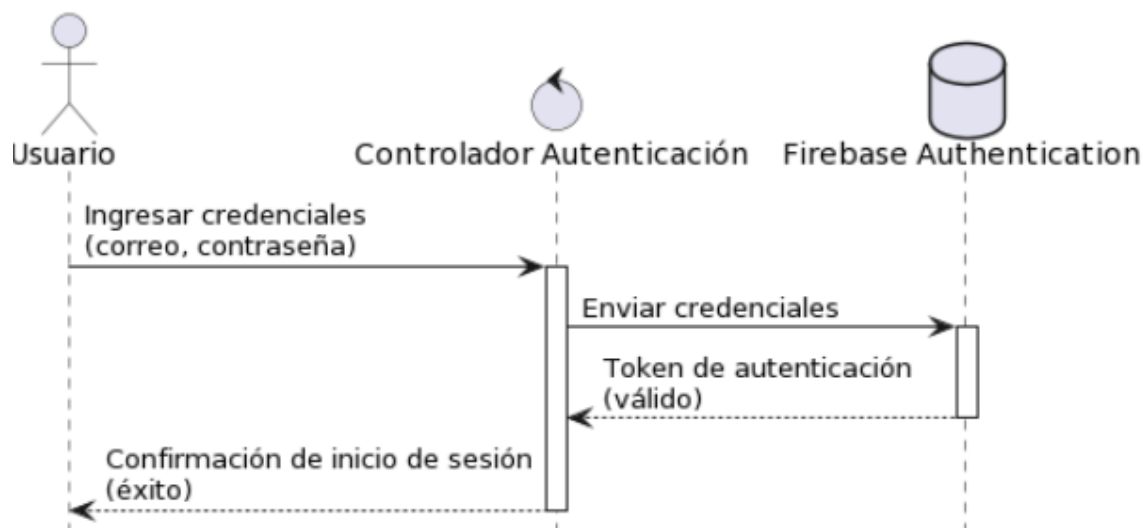 Usuario
Controlador Autenticación
Firebase Authentication
Ingresar credenciales
(correo, contraseña)
Enviar credenciales
Token de autenticación
(válido)
Confirmación de inicio de sesión
(éxito)